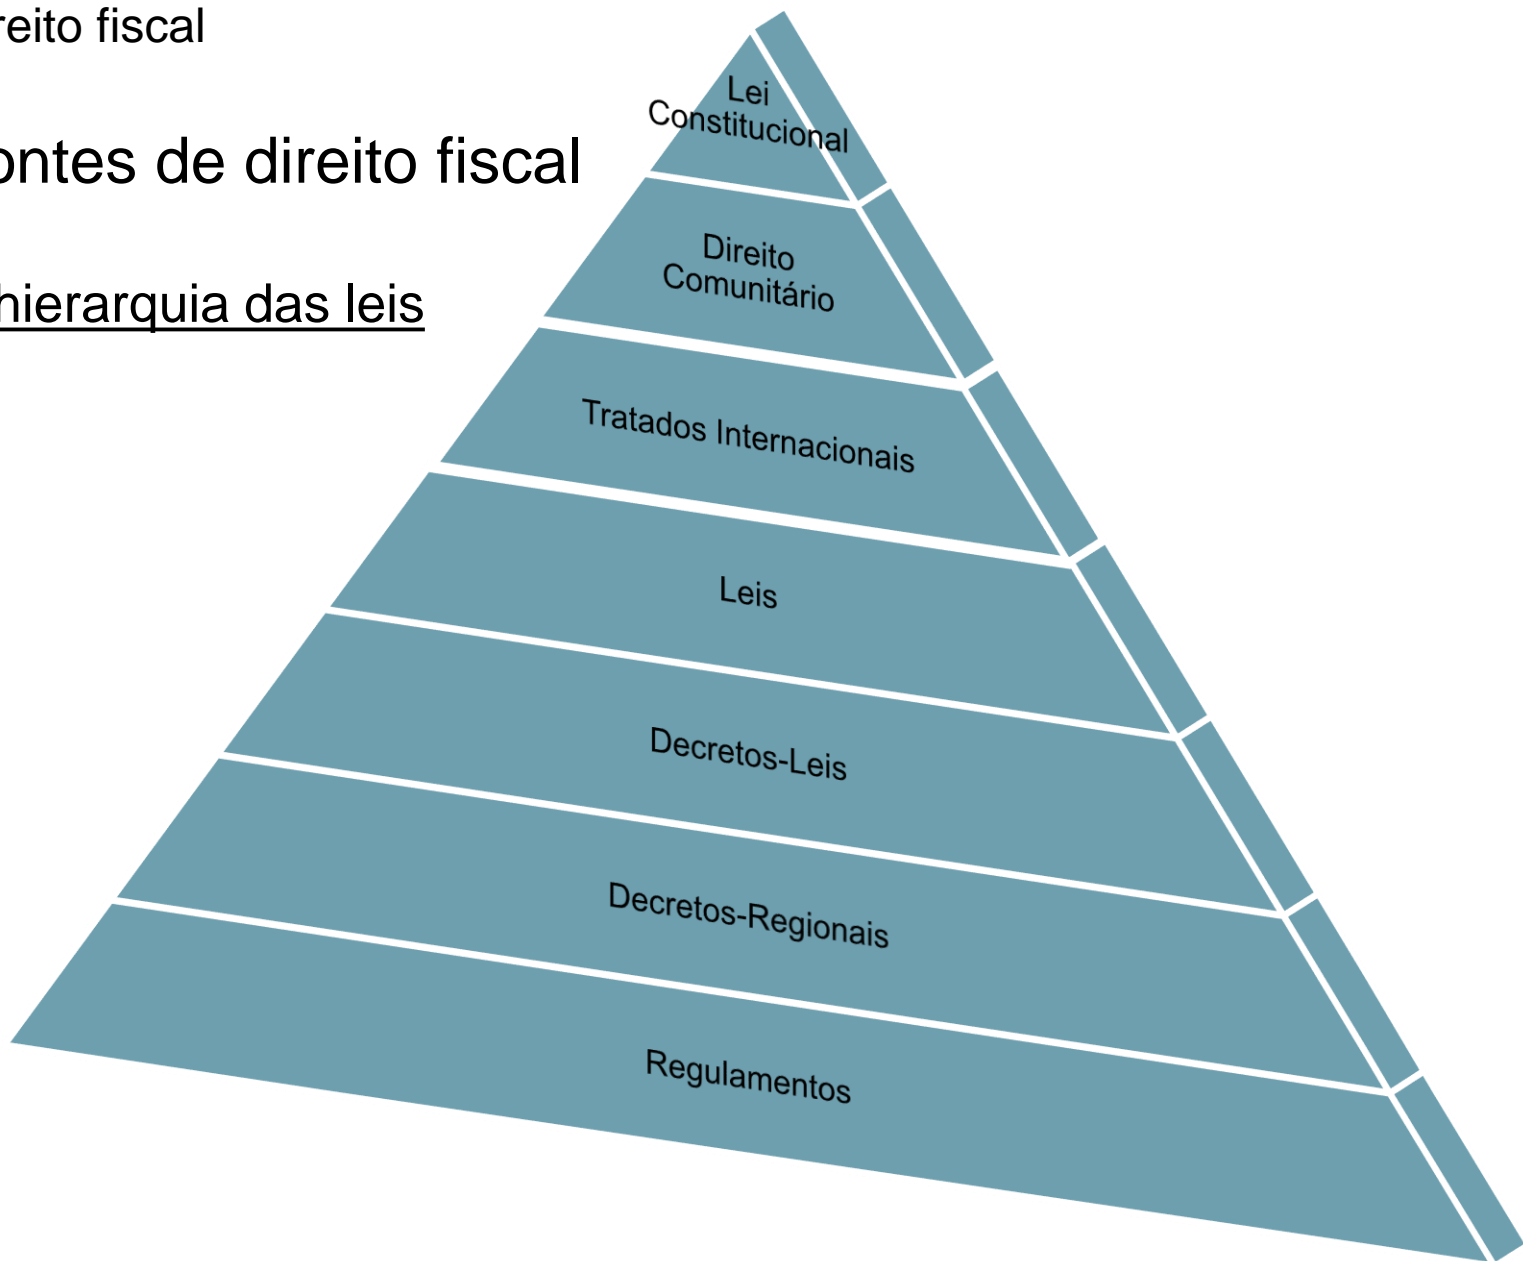 reito fiscal
ontes de direito fiscal
hierarquia das leis
Lei
Constitucional
Direito
Comunitário
Tratados Internacionais
Leis
Decretos-Leis
Decretos-Regionais
Regulamentos